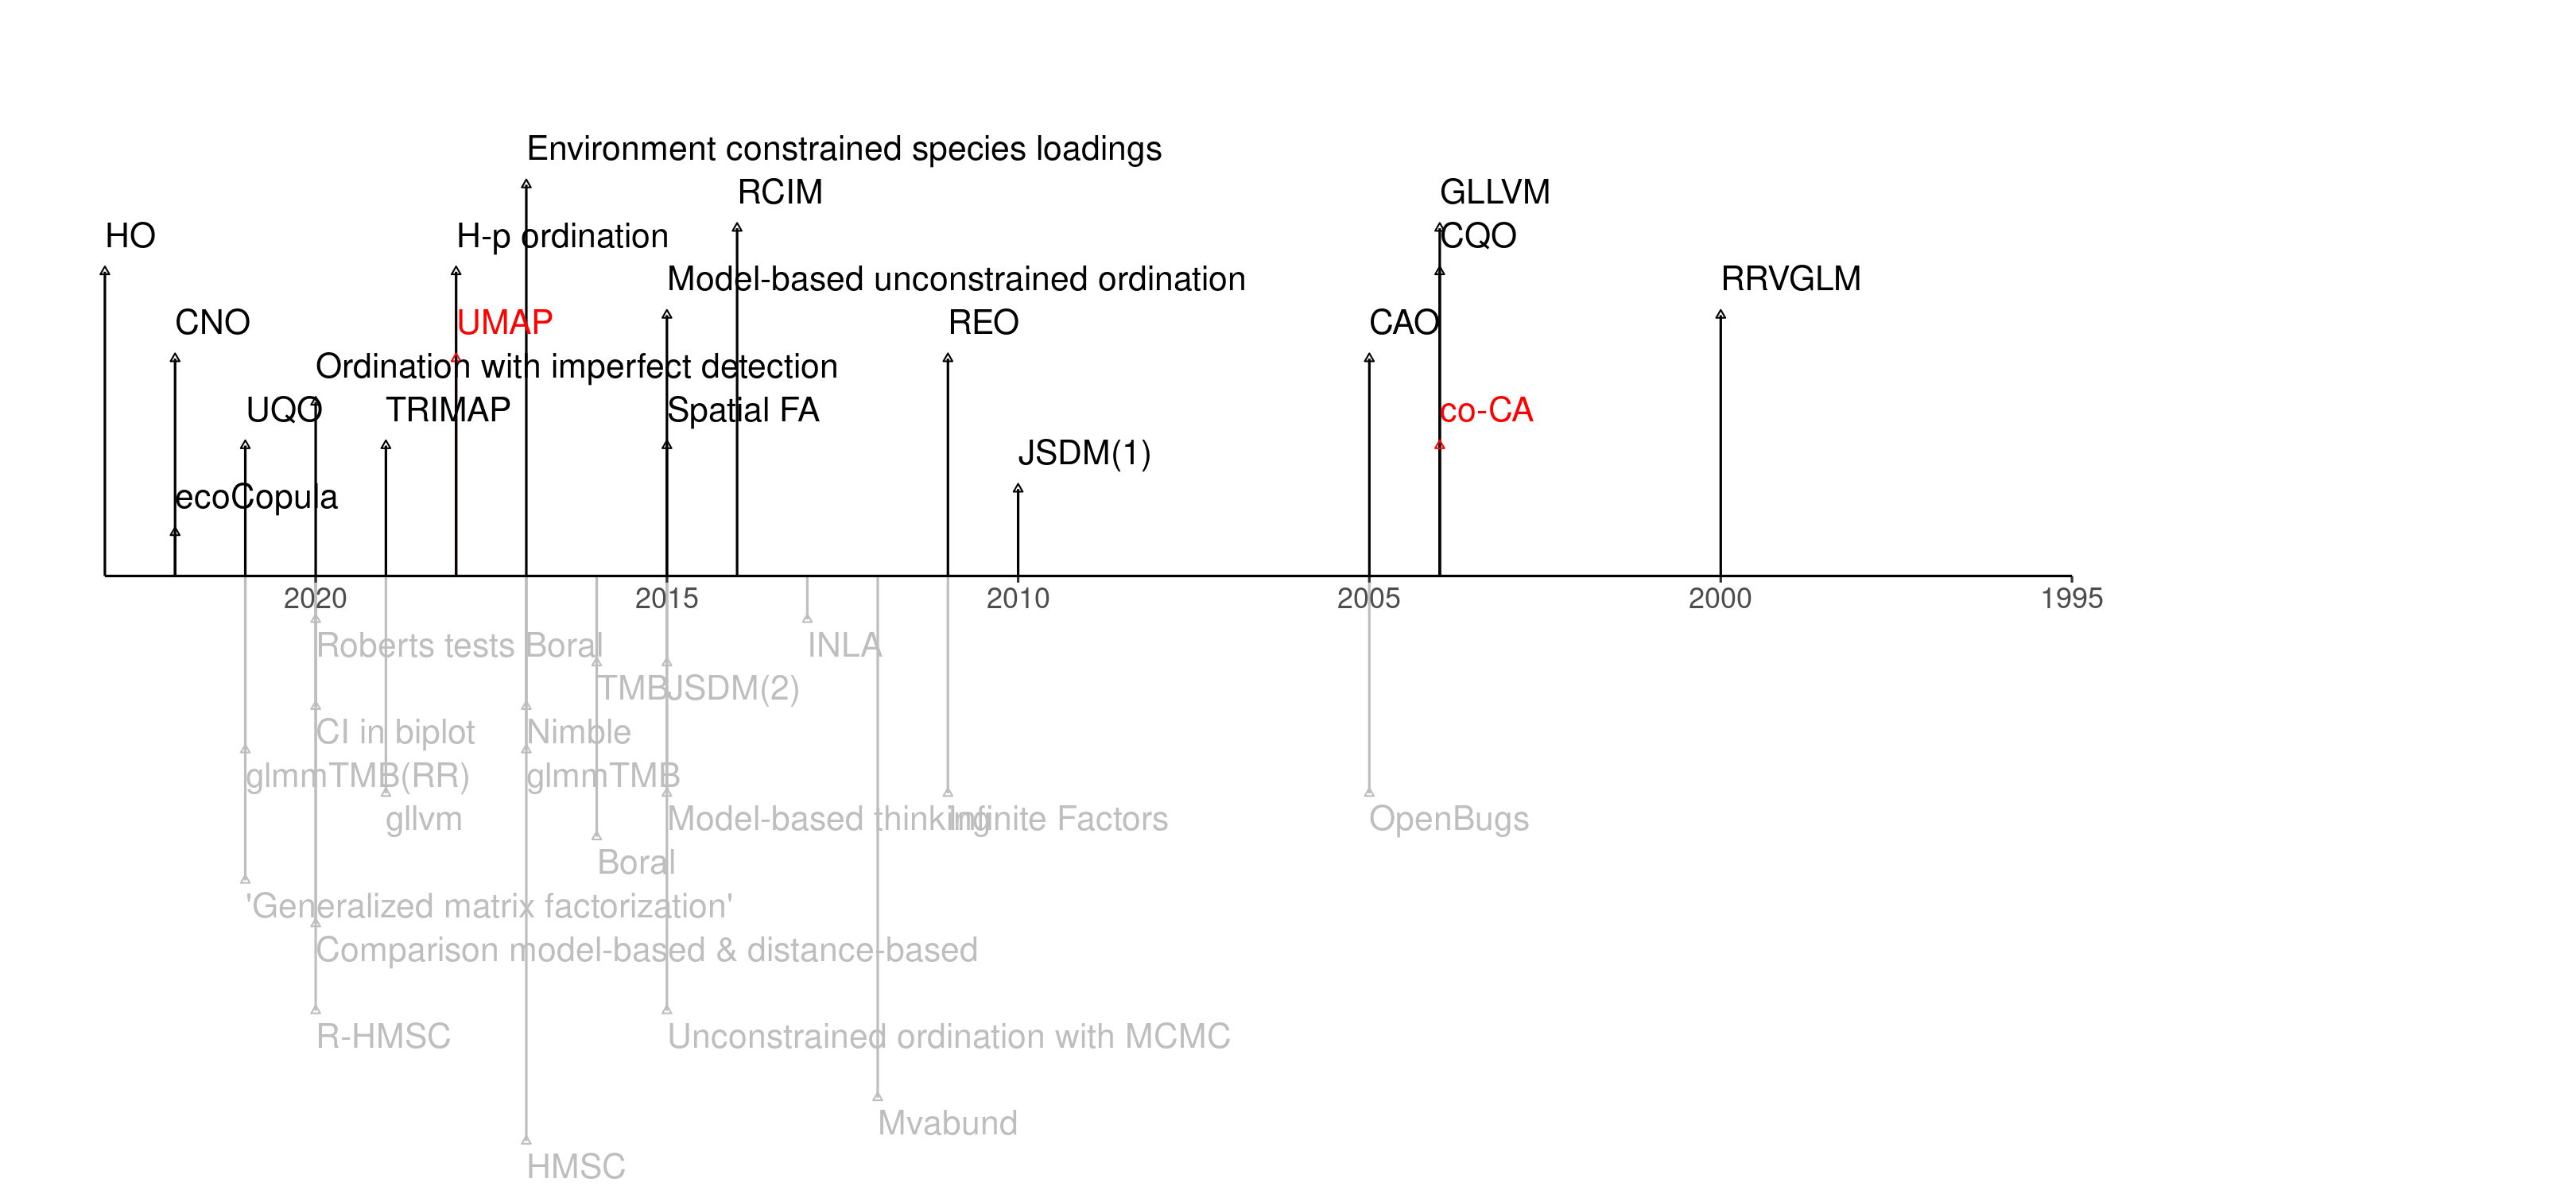 Environment constrained species loadings
RCIM
GLLVM
HO
H-p ordination
CQO
Model-based unconstrained ordination
RRVGLM
CNO
UMAP
REO
CAO
Ordination with imperfect detection
UQO
TRIMAP
Spatial FA
co-CA
JSDM(1)
ecoCopula
2020
2015
2010
2005
2000
1995
Roberts tests Boral
INLA
TMB
JSDM(2)
CI in biplot
Nimble
glmmTMB(RR)
glmmTMB
gllvm
Model-based thinking
Infinite Factors
OpenBugs
Boral
'Generalized matrix factorization'
Comparison model-based & distance-based
R-HMSC
Unconstrained ordination with MCMC
Mvabund
HMSC